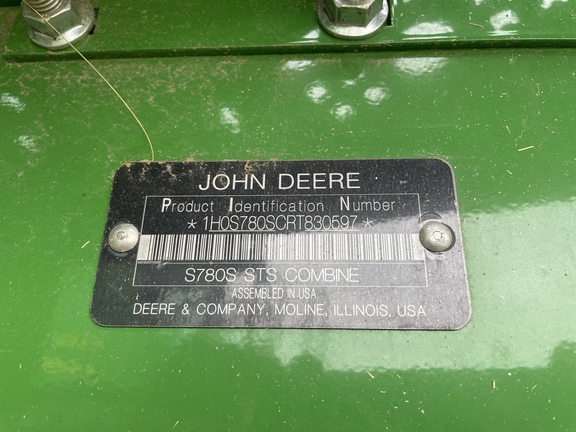 JOHN DEERE
Product Identification Number
*1H0S780SCRT830597*
S780S STS COMBINE
ASSEMBLED IN USA
DEERE & COMPANY, MOLINE, ILLINOIS, USA